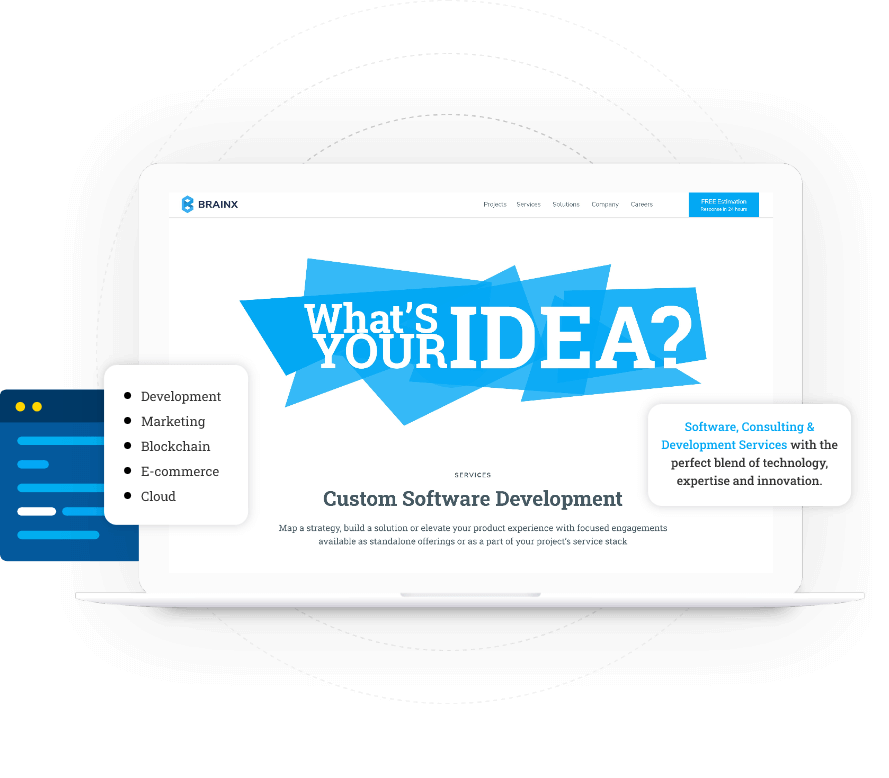 BRAINX
Projects Services Solutions Company Careers
FREE Estimation
Response in 24 hours
What'S
YOUR IDEA?
Development
Marketing
Blockchain
E-commerce
Cloud
Software, Consulting &
Development Services with the
perfect blend of technology,
expertise and innovation.
SERVICES
Custom Software Development
Map a strategy, build a solution or elevate your product experience with focused engagements
available as standalone offerings or as a part of your project's service stack